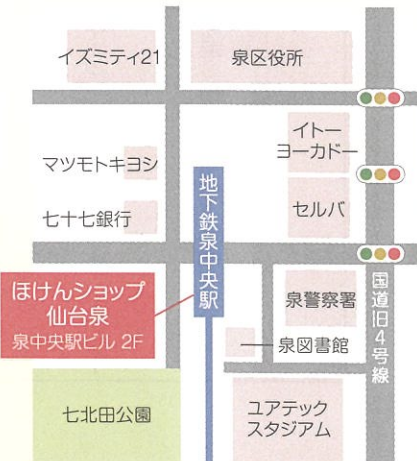 イズミティ21
泉区役所
イトー
ヨーカドー
マツモトキヨシ
七十七銀行
セルバ
地下鉄泉中央駅
ほけんショップ
仙台泉
泉中央駅ビル 2F
泉警察署
国道旧4号線
泉図書館
七北田公園
ユアテック
スタジアム